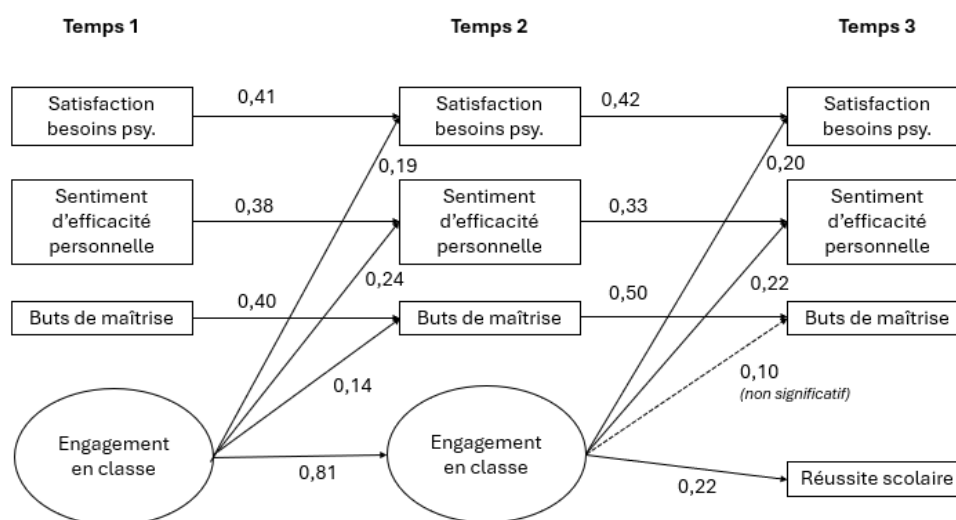 Temps 1
Temps 2
Temps 3
Satisfaction
besoins psy.
0,41
Satisfaction
besoins psy.
0,42
Satisfaction
besoins psy.
0,19
0,20
Sentiment
d'efficacité
personnelle
0,38
Sentiment
d'efficacité
personnelle
0,33
Sentiment
d'efficacité
personnelle
0,24
0,22
Buts de maîtrise
0,40
Buts de maîtrise
0,50
Buts de maîtrise
0,14
0,10
(non significatif)
Engagement
en classe
0,81
Engagement
en classe
0,22
Réussite scolaire